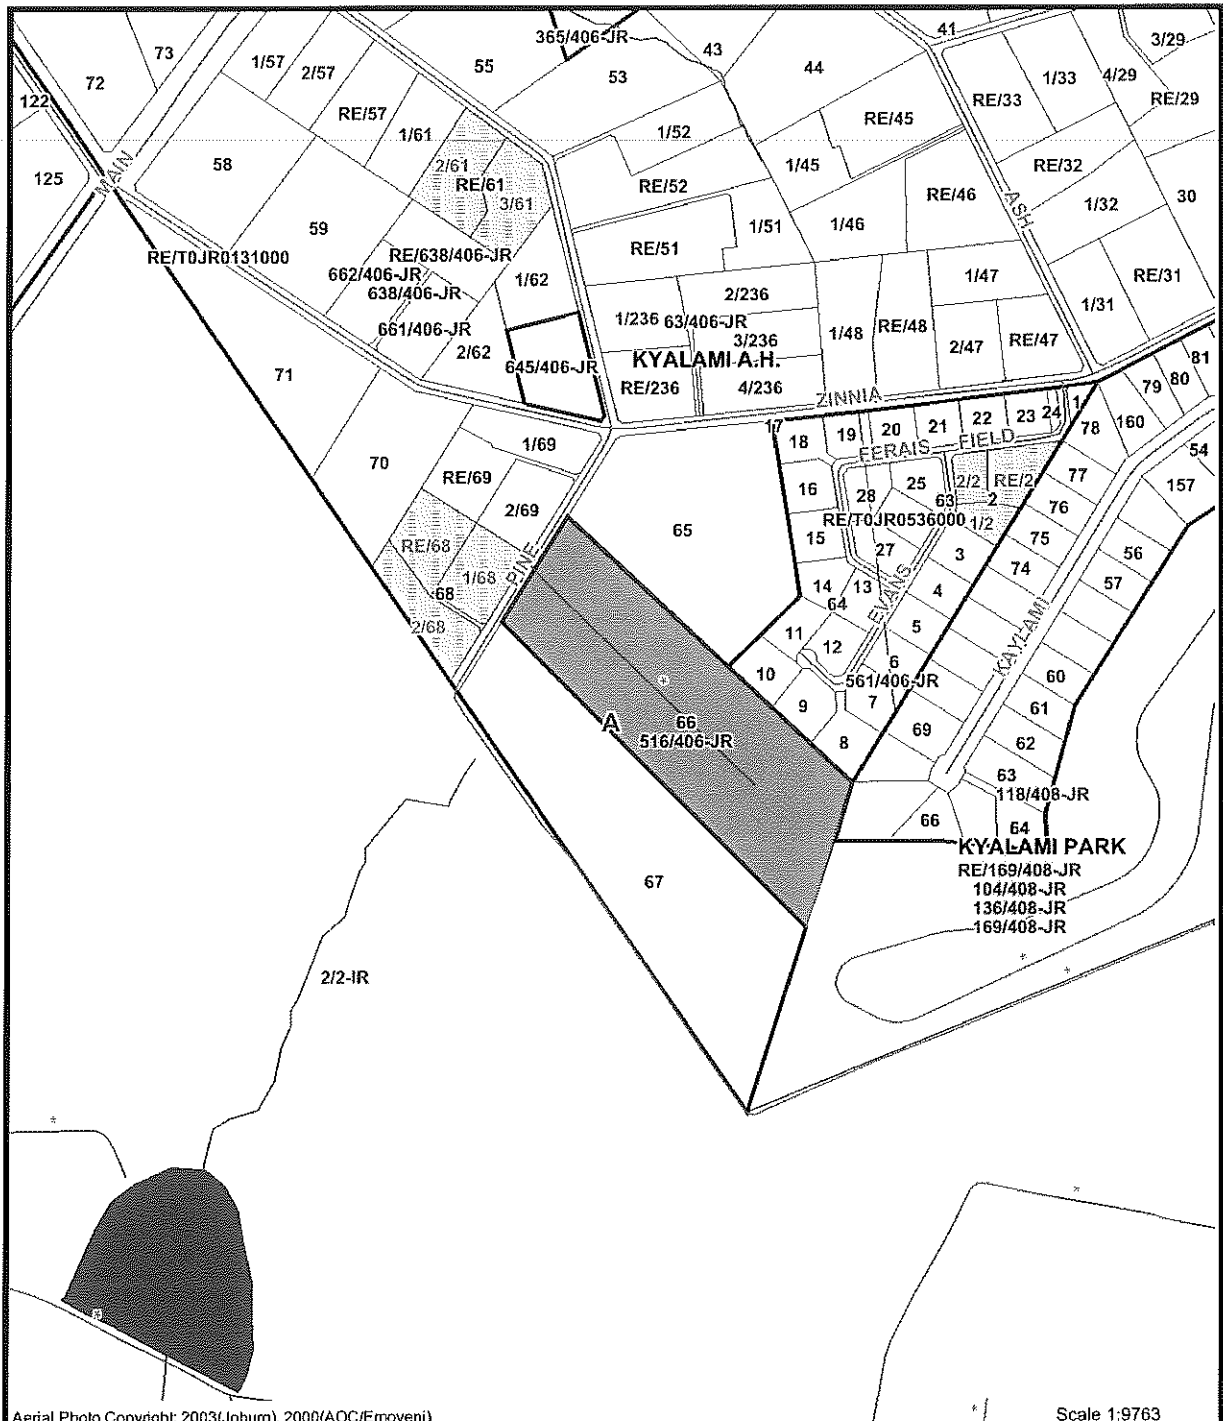 365/406-JR
41
73
1/57
2/57
55
43
44
3/29
72
53
1/33
4/29
122
RE/57
RE/33
RE/29
1/61
1/52
RE/45
58
2/61
1/45
RE/32
MAIN
125
RE/61
RE/52
RE/46
30
3/61
ASH
1/32
59
1/51
1/46
RE/T0JR0131000
RE/638/406-JR
RE/51
662/406-JR
1/62
1/47
RE/31
638/406-JR
2/236
1/31
661/406-JR
1/236
63/406-JR
1/48
RE/48
3/236
RE/47
2/62
2/47
81
645/406-JR
KYALAMI A.H.
71
RE/236
4/236
80
79
ZINNIA
17
22
23
24
1
160
78
1/69
18
19
20
21
FERAIS FIELD
70
54
RE/69
16
25
2/2
RE/2
77
157
28
63
2
2/69
76
65
RE/T0JR0536000
1/2
RE/68
15
75
56
PINE
27
3
74
57
1/68
68
14
13
4
64
EVANS
2/68
5
KAYLAMI
11
12
6
60
10
561/406-JR
9
7
61
A
66
69
62
516/406-JR
8
63
118/408-JR
66
64
KYALAMI PARK
67
RE/169/408-JR
104/408-JR
136/408-JR
169/408-JR
2/2-IR
Aerial Photo Copyright: 2003(Joburg), 2000(AOC/Emoyeni)
Scale 1:9763